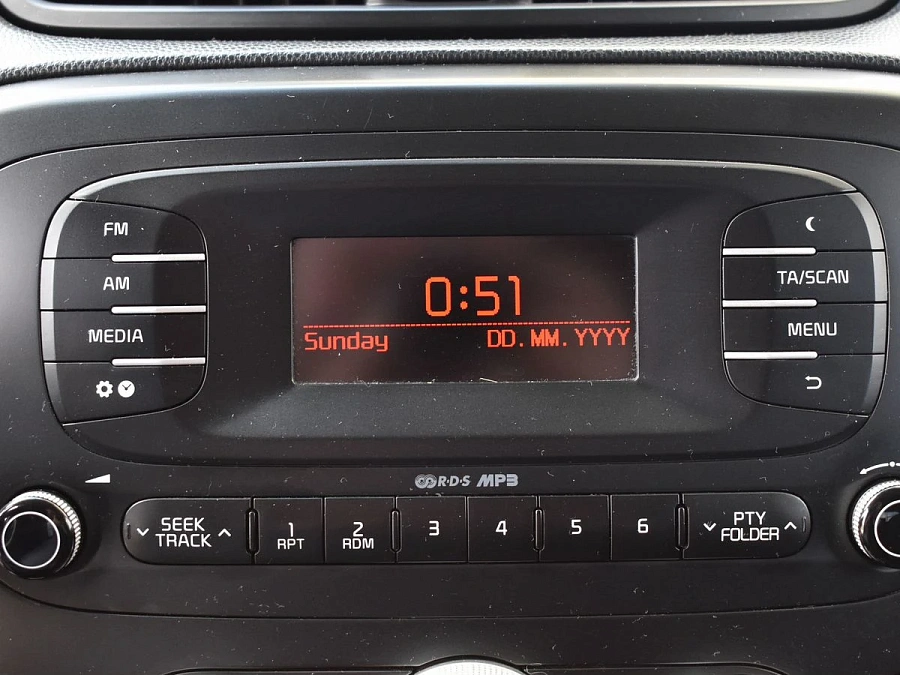 FM
AM
MEDIA
0:51
Sunday DD.MM.YYYY
TA/SCAN
MENU
R·D·S MP3
SEEK
TRACK
1
RPT
2
RDM
3
4
5
6
PTY
FOLDER